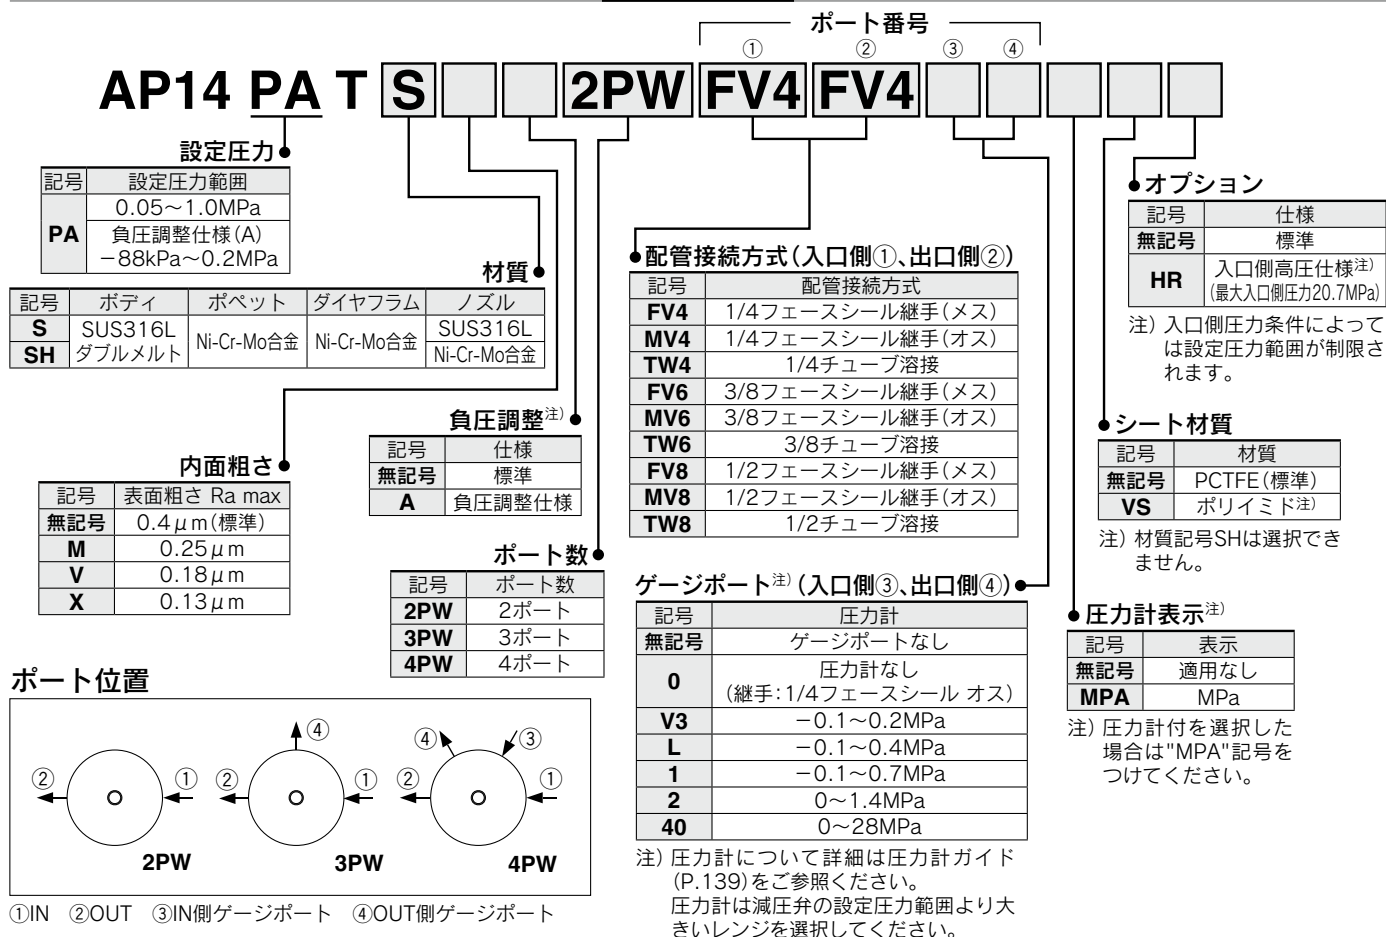 ポート番号
① ② ③ ④
AP14 PA T S 2PW FV4 FV4
設定圧力
記号 設定圧力範囲
PA 0.05～1.0MPa
負圧調整仕様(A)
－88kPa～0.2MPa
材質
記号 ボディ ポペット ダイヤフラム ノズル
S SUS316L ダブルメルト Ni-Cr-Mo合金 Ni-Cr-Mo合金 SUS316L
SH Ni-Cr-Mo合金
内面粗さ
記号 表面粗さ Ra max
無記号 0.4μm(標準)
M 0.25μm
V 0.18μm
X 0.13μm
負圧調整注)
記号 仕様
無記号 標準
A 負圧調整仕様
ポート数
記号 ポート数
2PW 2ポート
3PW 3ポート
4PW 4ポート
配管接続方式(入口側①、出口側②)
記号 配管接続方式
FV4 1/4フェースシール継手(メス)
MV4 1/4フェースシール継手(オス)
TW4 1/4チューブ溶接
FV6 3/8フェースシール継手(メス)
MV6 3/8フェースシール継手(オス)
TW6 3/8チューブ溶接
FV8 1/2フェースシール継手(メス)
MV8 1/2フェースシール継手(オス)
TW8 1/2チューブ溶接
ゲージポート注)(入口側③、出口側④)
記号 圧力計
無記号 ゲージポートなし
0 圧力計なし
(継手:1/4フェースシール オス)
V3 －0.1～0.2MPa
L －0.1～0.4MPa
1 －0.1～0.7MPa
2 0～1.4MPa
40 0～28MPa
注) 圧力計について詳細は圧力計ガイド
(P.139)をご参照ください。
圧力計は減圧弁の設定圧力範囲より大
きいレンジを選択してください。
オプション
記号 仕様
無記号 標準
HR 入口側高圧仕様注)
(最大入口側圧力20.7MPa)
注) 入口側圧力条件によって
は設定圧力範囲が制限さ
れます。
シート材質
記号 材質
無記号 PCTFE(標準)
VS ポリイミド注)
注) 材質記号SHは選択でき
ません。
圧力計表示注)
記号 表示
無記号 適用なし
MPA MPa
注) 圧力計付を選択した
場合は"MPA"記号を
つけてください。
ポート位置
② ① 2PW
④ ② ① 3PW
④ ③ ② ① 4PW
①IN ②OUT ③IN側ゲージポート ④OUT側ゲージポート